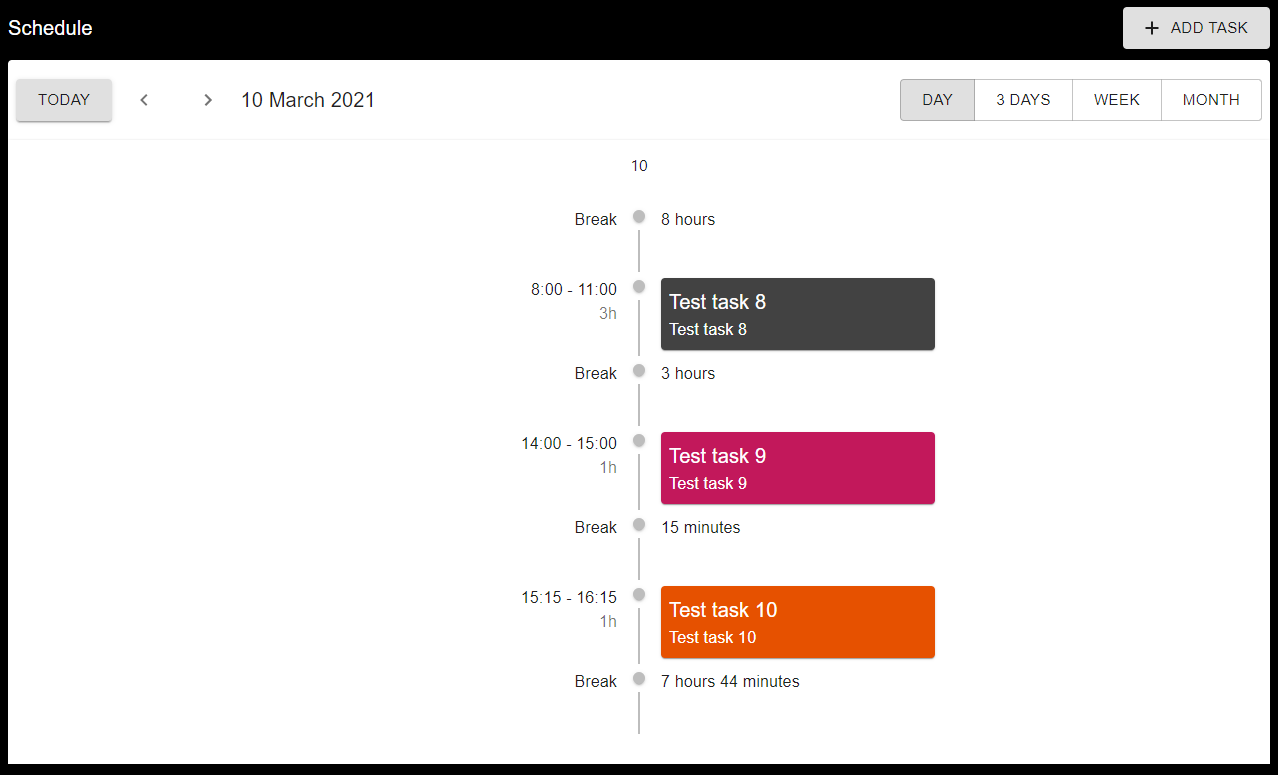 Schedule
ADD TASK
TODAY
10 March 2021
DAY
3 DAYS
WEEK
MONTH
10
Break 8 hours
8:00 - 11:00
3h
Test task 8
Test task 8
Break 3 hours
14:00 - 15:00
1h
Test task 9
Test task 9
Break 15 minutes
15:15 - 16:15
1h
Test task 10
Test task 10
Break 7 hours 44 minutes